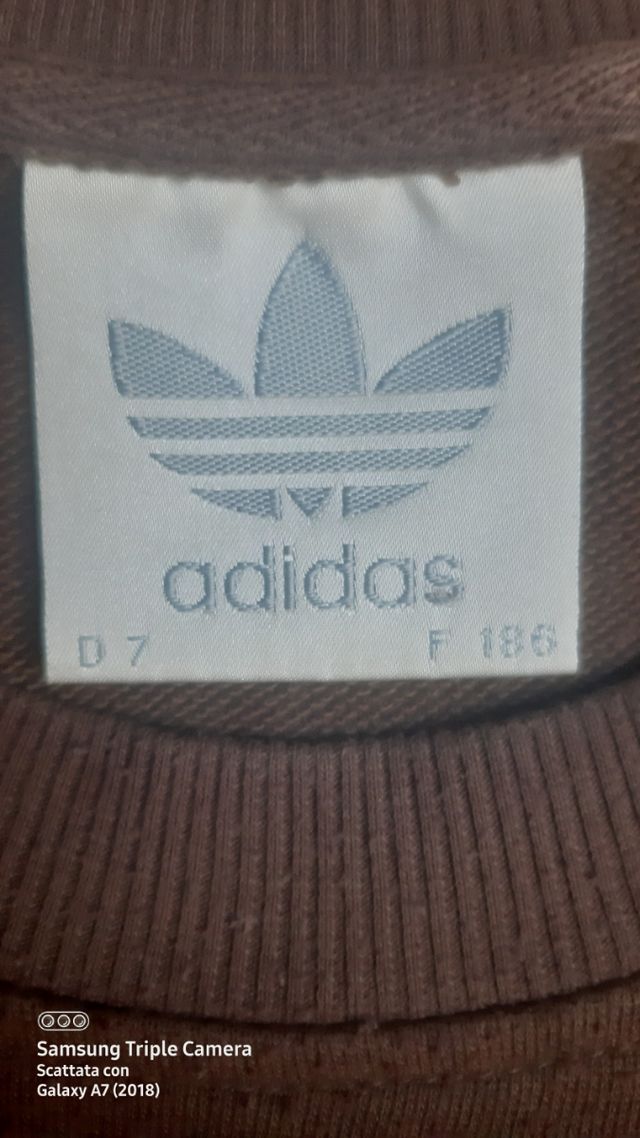 adidas
D 7 F 186
Samsung Triple Camera
Scattata con
Galaxy A7 (2018)